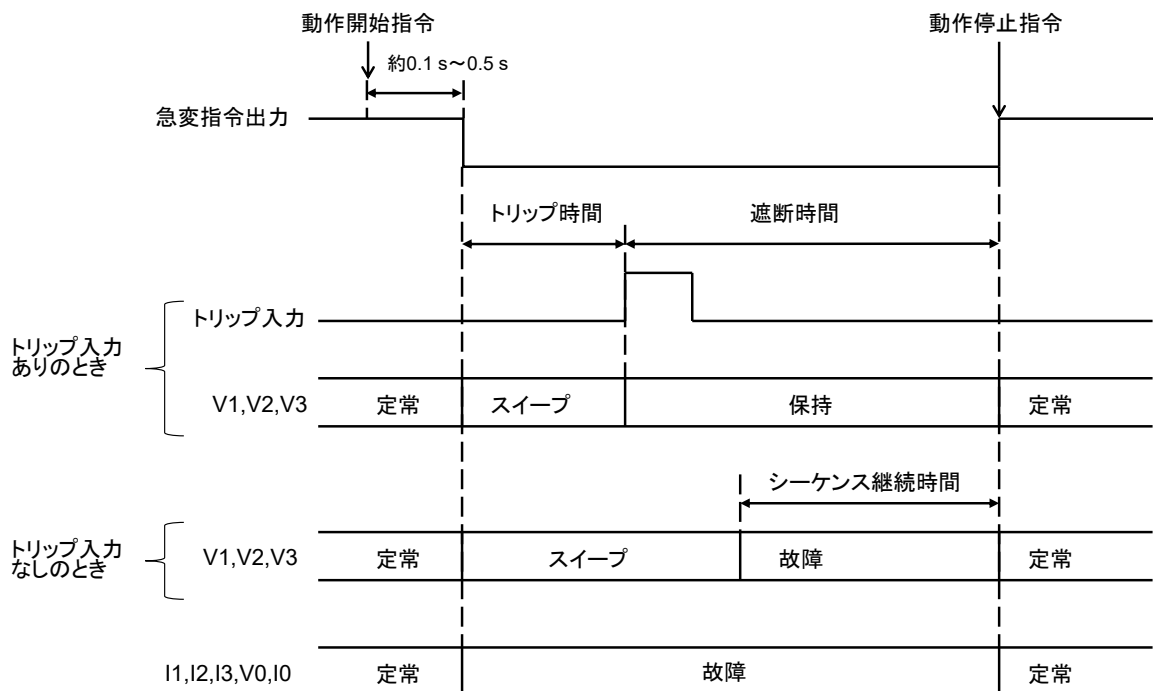 動作開始指令
動作停止指令
約0.1 s～0.5 s
急変指令出力
トリップ時間
遮断時間
トリップ入力
トリップ入力
ありのとき
V1,V2,V3
定常
スイープ
保持
定常
シーケンス継続時間
トリップ入力
なしのとき
V1,V2,V3
定常
スイープ
故障
定常
I1,I2,I3,V0,I0
定常
故障
定常